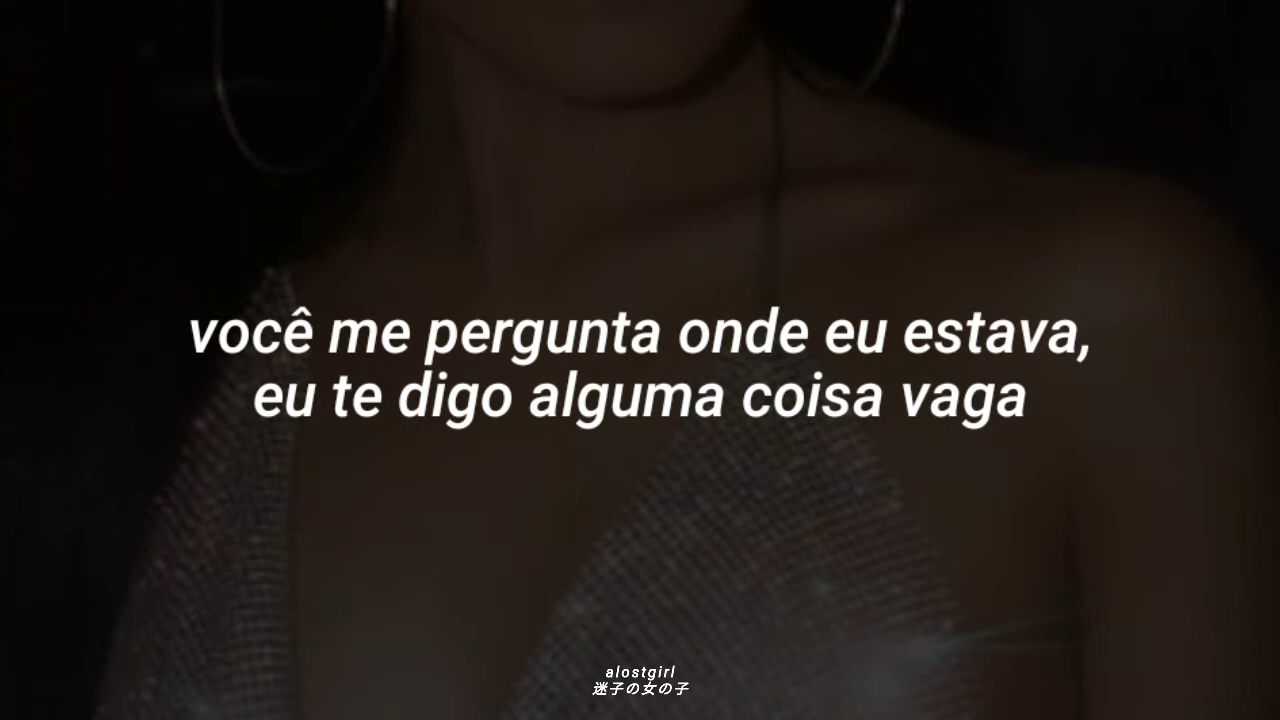 você me pergunta onde eu estava,
eu te digo alguma coisa vaga
alostgirl
迷子の女の子